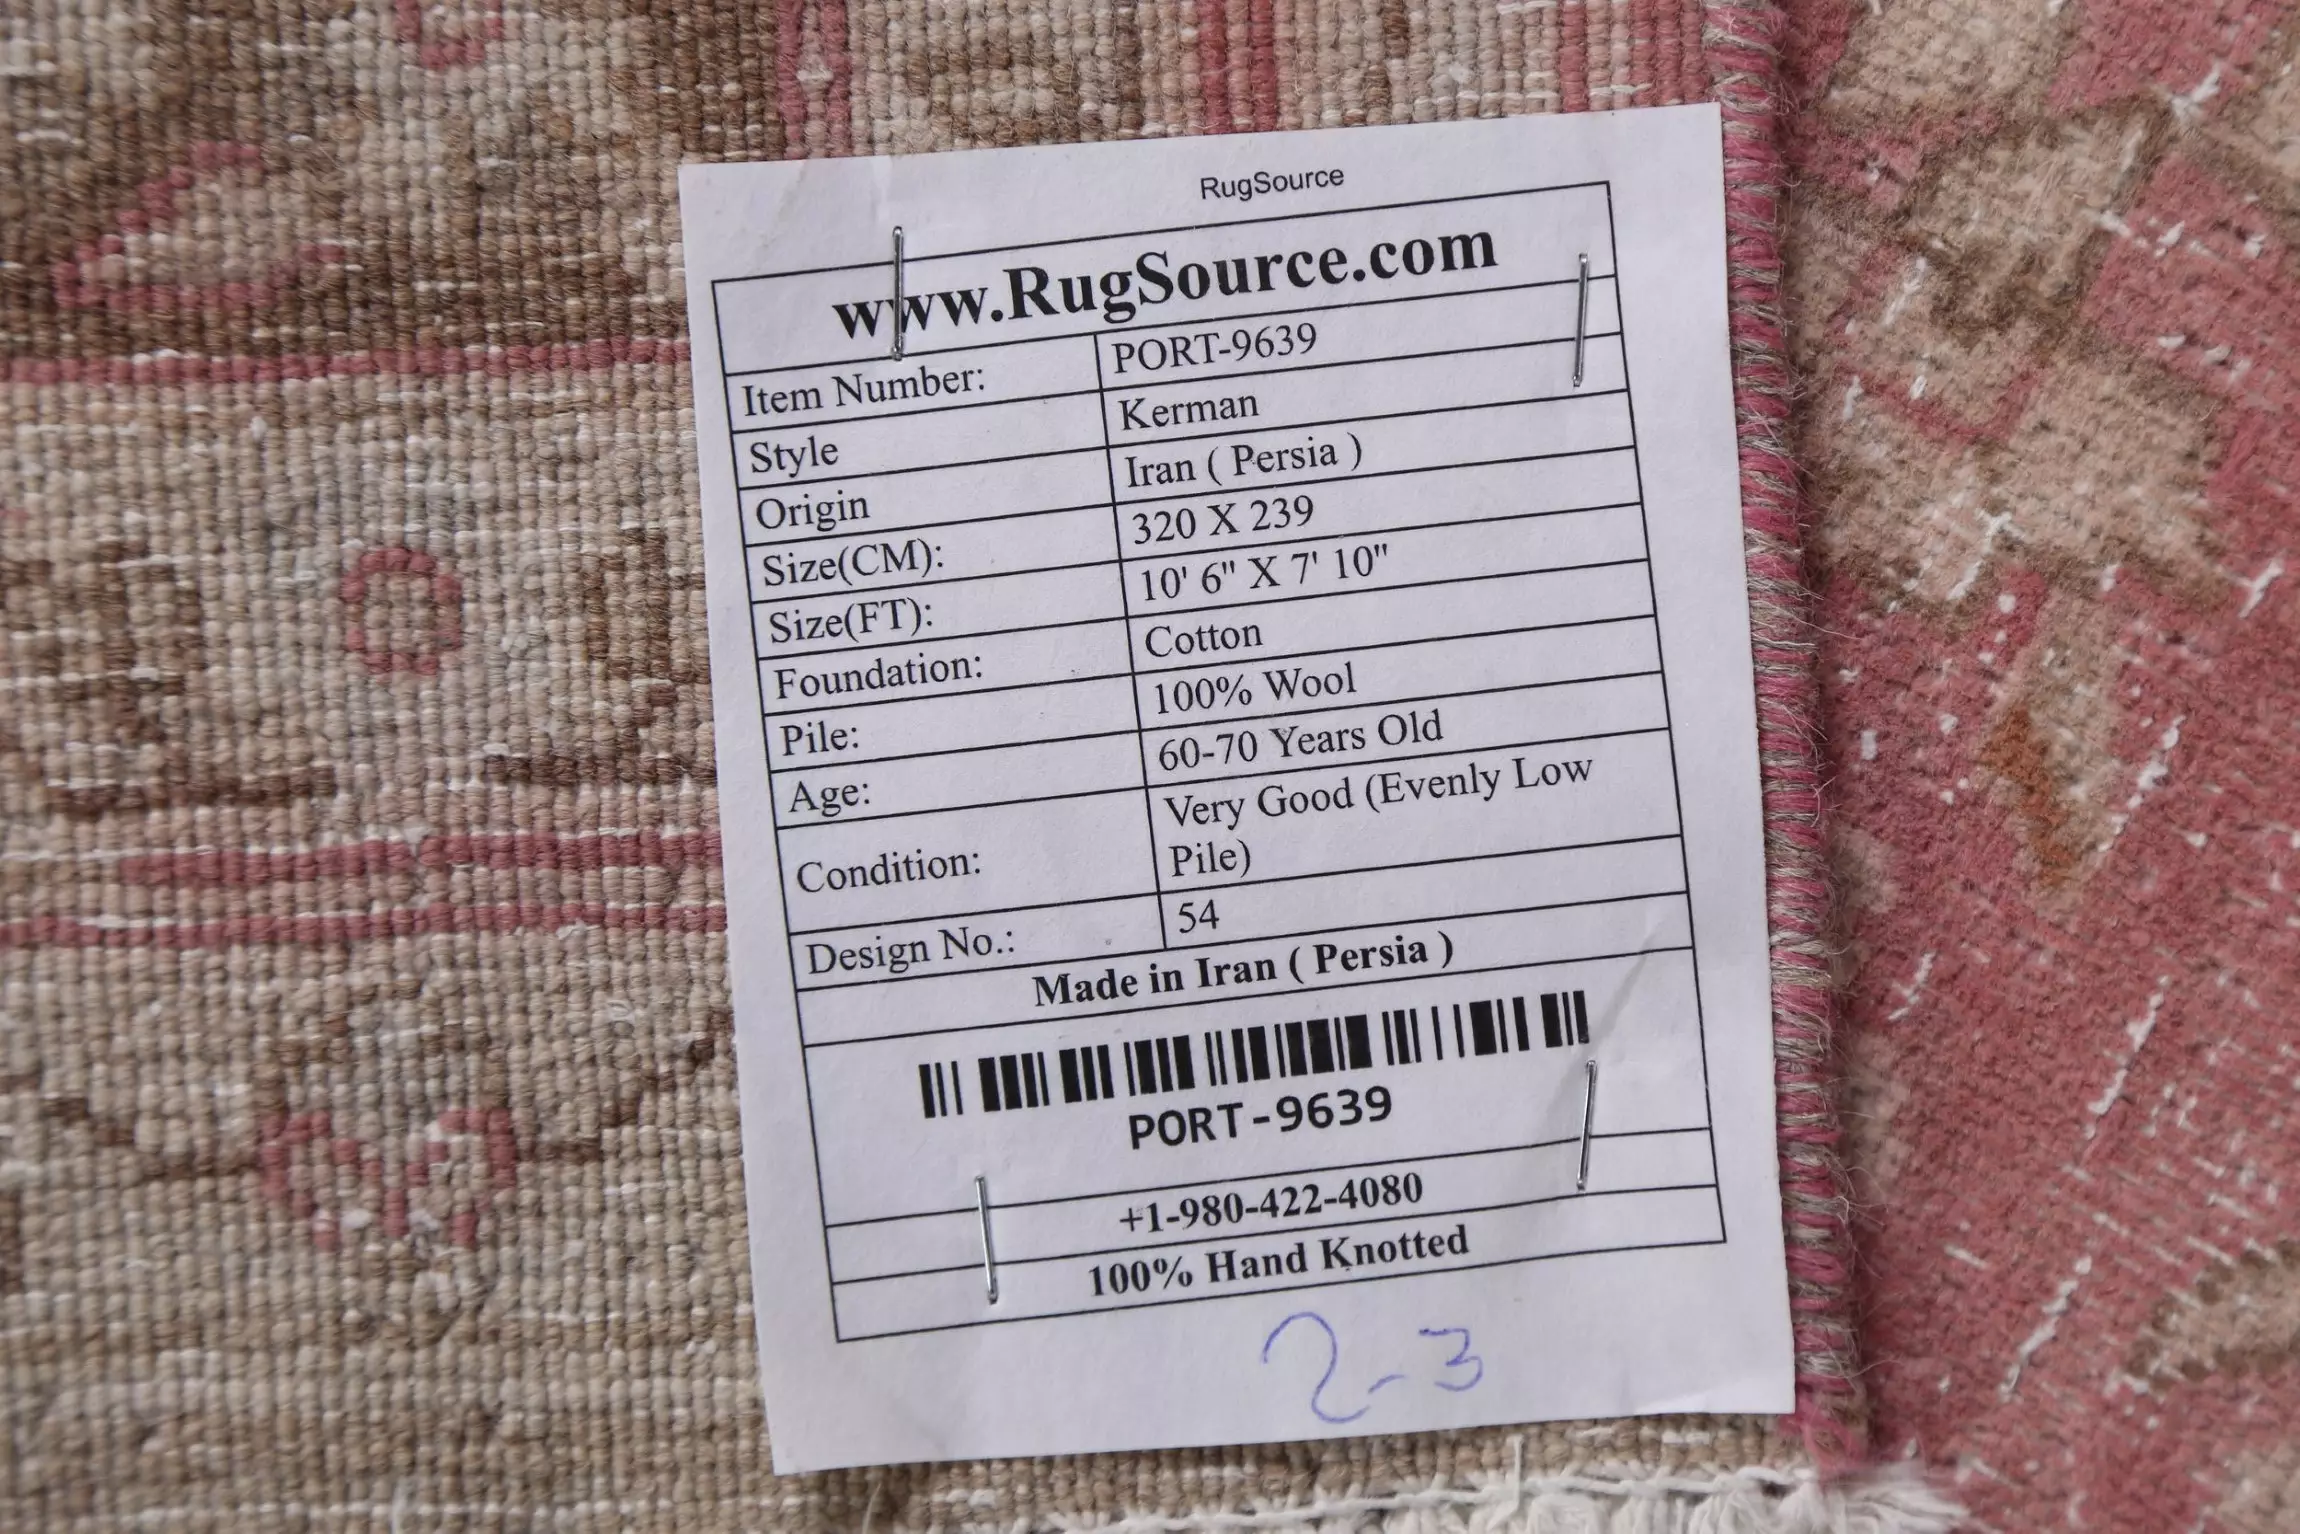 RugSource
www.RugSource.com
Item Number: PORT-9639
Style Kerman
Origin Iran ( Persia )
Size(CM): 320 X 239
Size(FT): 10' 6" X 7' 10"
Foundation: Cotton
Pile: 100% Wool
Age: 60-70 Years Old
Condition: Very Good (Evenly Low
Pile)
Design No.: 54
Made in Iran ( Persia )
PORT-9639
+1-980-422-4080
100% Hand Knotted
2-3